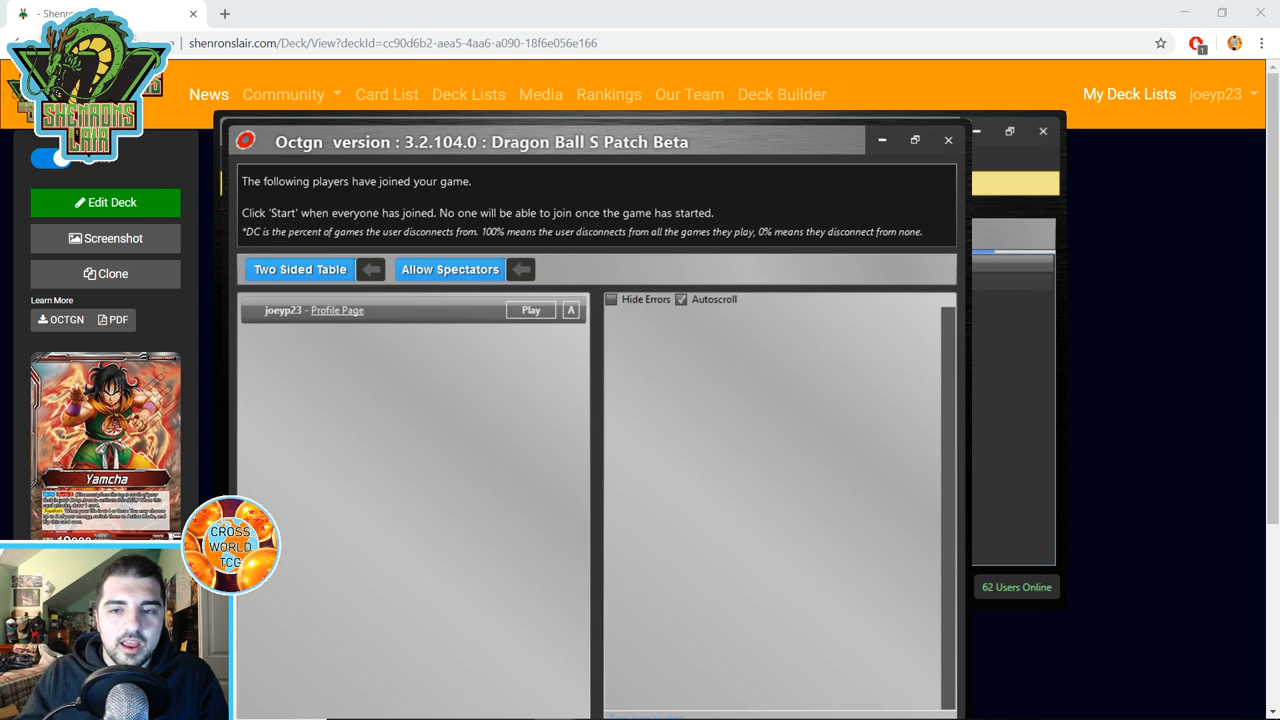 - Shenro
shenronslair.com/Deck/View?deckId=cc90d6b2-aea5-4aa6-a090-18f6e056e166
1
SHENRONS
LAIR
News Community Card List Deck Lists Media Rankings Our Team Deck Builder My Deck Lists joeyp23
Octgn version : 3.2.104.0 : Dragon Ball S Patch Beta
The following players have joined your game.
Click 'Start' when everyone has joined. No one will be able to join once the game has started.
*DC is the percent of games the user disconnects from. 100% means the user disconnects from all the games they play, 0% means they disconnect from none.
Two Sided Table Allow Spectators
Hide Errors Autoscroll
joeyp23 - Profile Page Play A
Edit Deck
Screenshot
Clone
Learn More
OCTGN PDF
Yamcha
CROSS
WORLD
TCG
62 Users Online